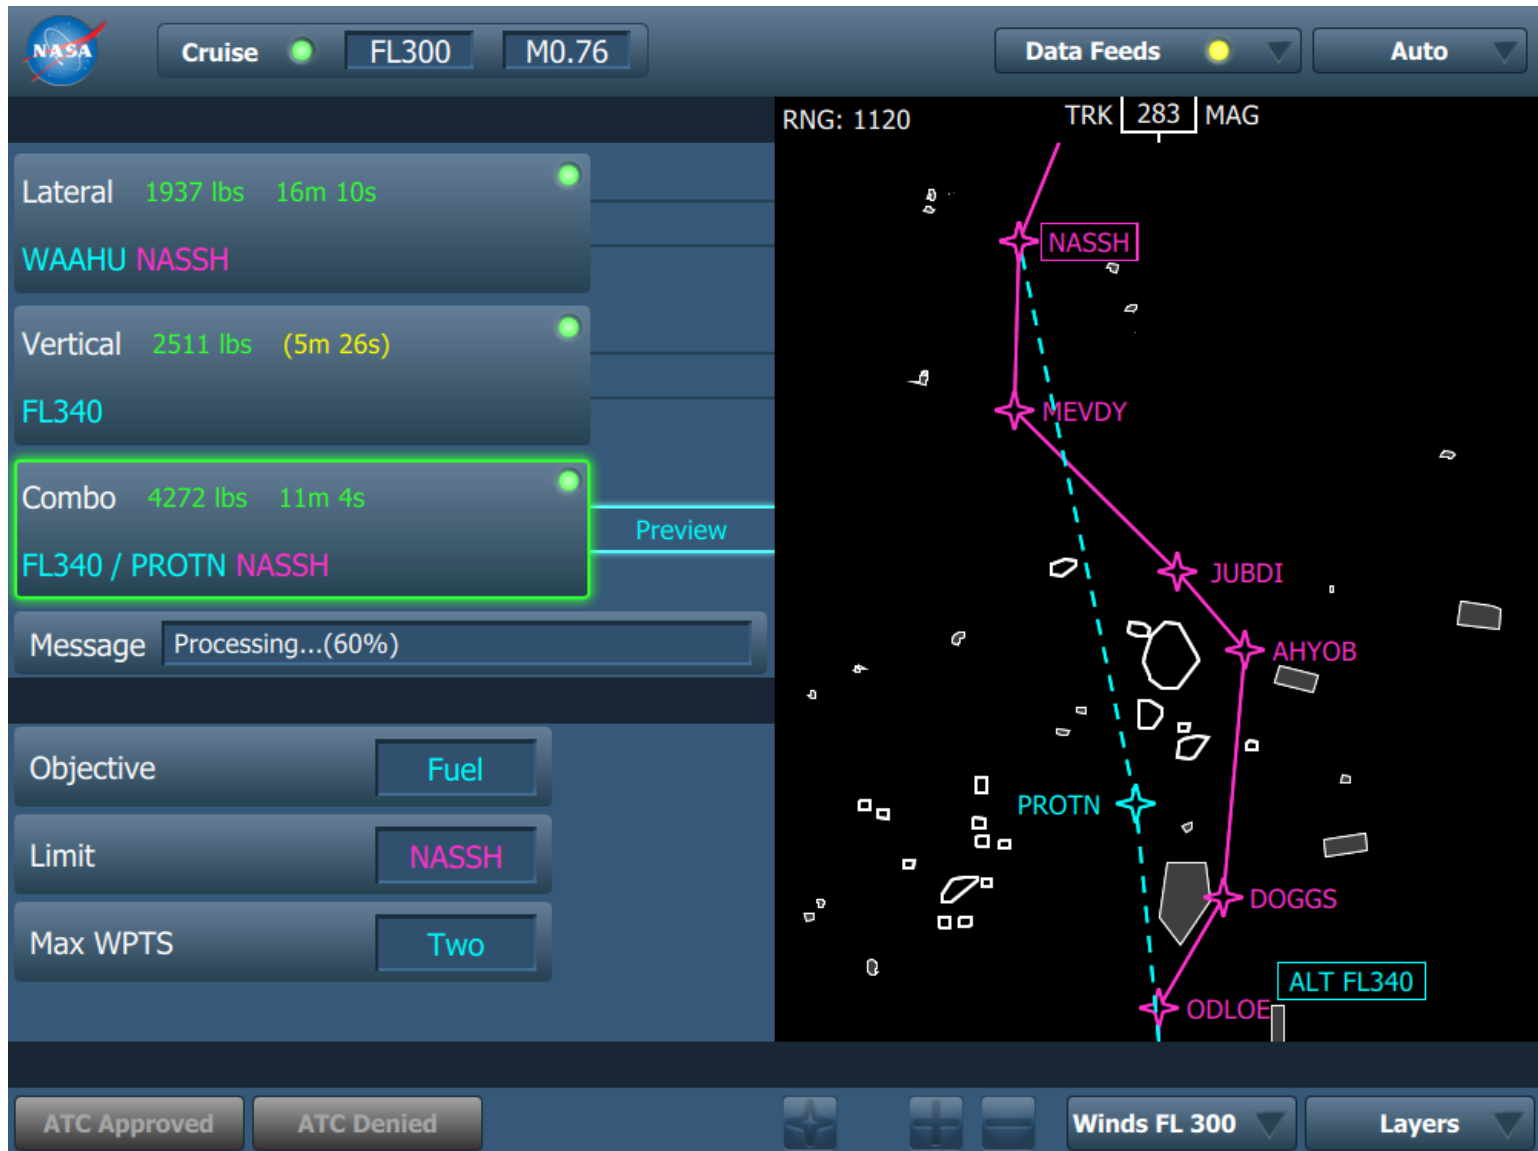 NASA
Cruise FL300 M0.76
Data Feeds
Auto
Lateral 1937 lbs 16m 10s
WAAHU NASSH
Vertical 2511 lbs (5m 26s)
FL340
Combo 4272 lbs 11m 4s
FL340 / PROTN NASSH
Preview
Message Processing...(60%)
Objective Fuel
Limit NASSH
Max WPTS Two
RNG: 1120
TRK 283 MAG
NASSH
MEVDY
JUBDI
AHYOB
PROTN
DOGGS
ALT FL340
ODLOE
ATC Approved
ATC Denied
Winds FL 300
Layers